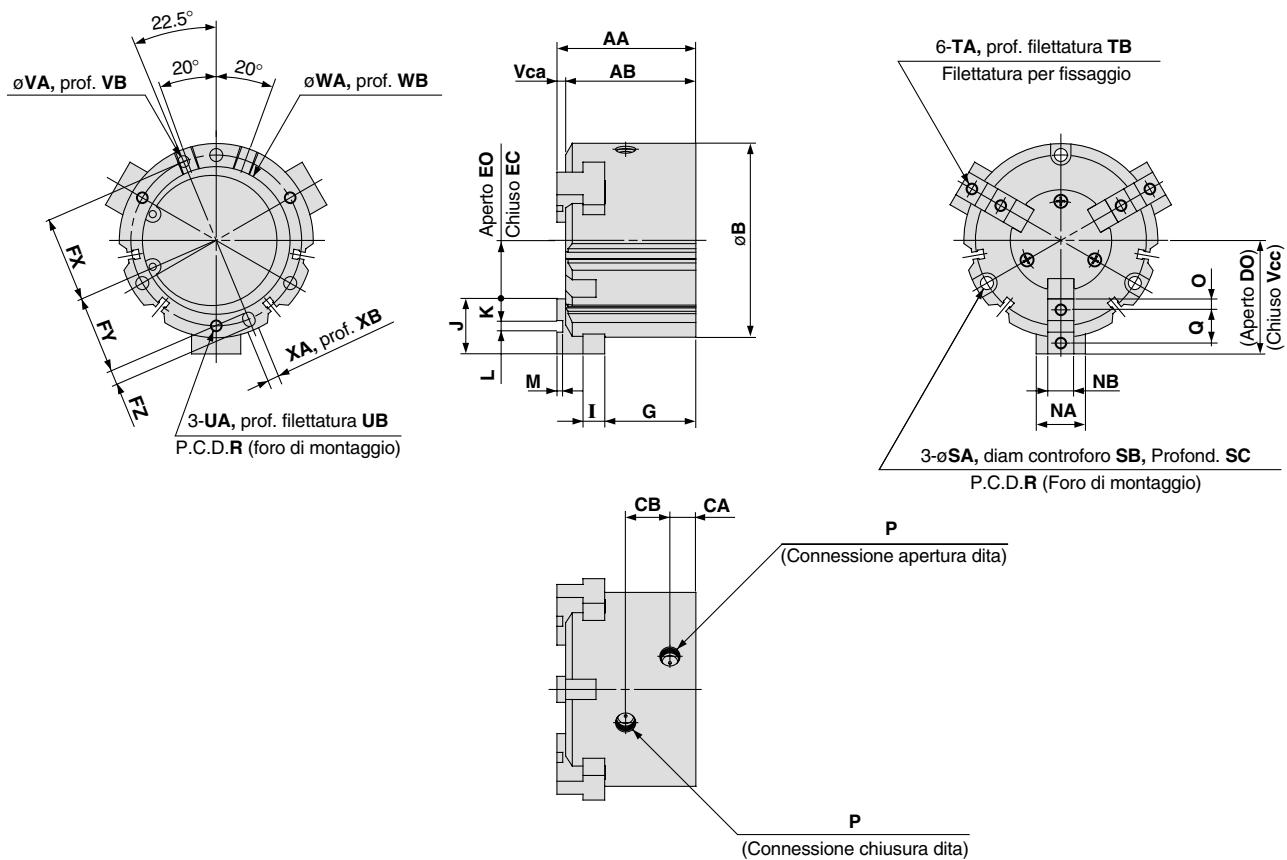 22.5°
20°
20°
øVA, prof. VB
øWA, prof. WB
FX
FY
FZ
XA, prof. XB
3-UA, prof. filettatura UB
P.C.D.R (foro di montaggio)
AA
Vca
AB
Aperto EO
Chiuso EC
øB
K
J
L
M
I
G
6-TA, prof. filettatura TB
Filettatura per fissaggio
O
Q
(Aperto DO)
(Chiuso Vcc)
NB
NA
3-øSA, diam controforo SB, Profond. SC
P.C.D.R (Foro di montaggio)
CB
CA
P
(Connessione apertura dita)
P
(Connessione chiusura dita)